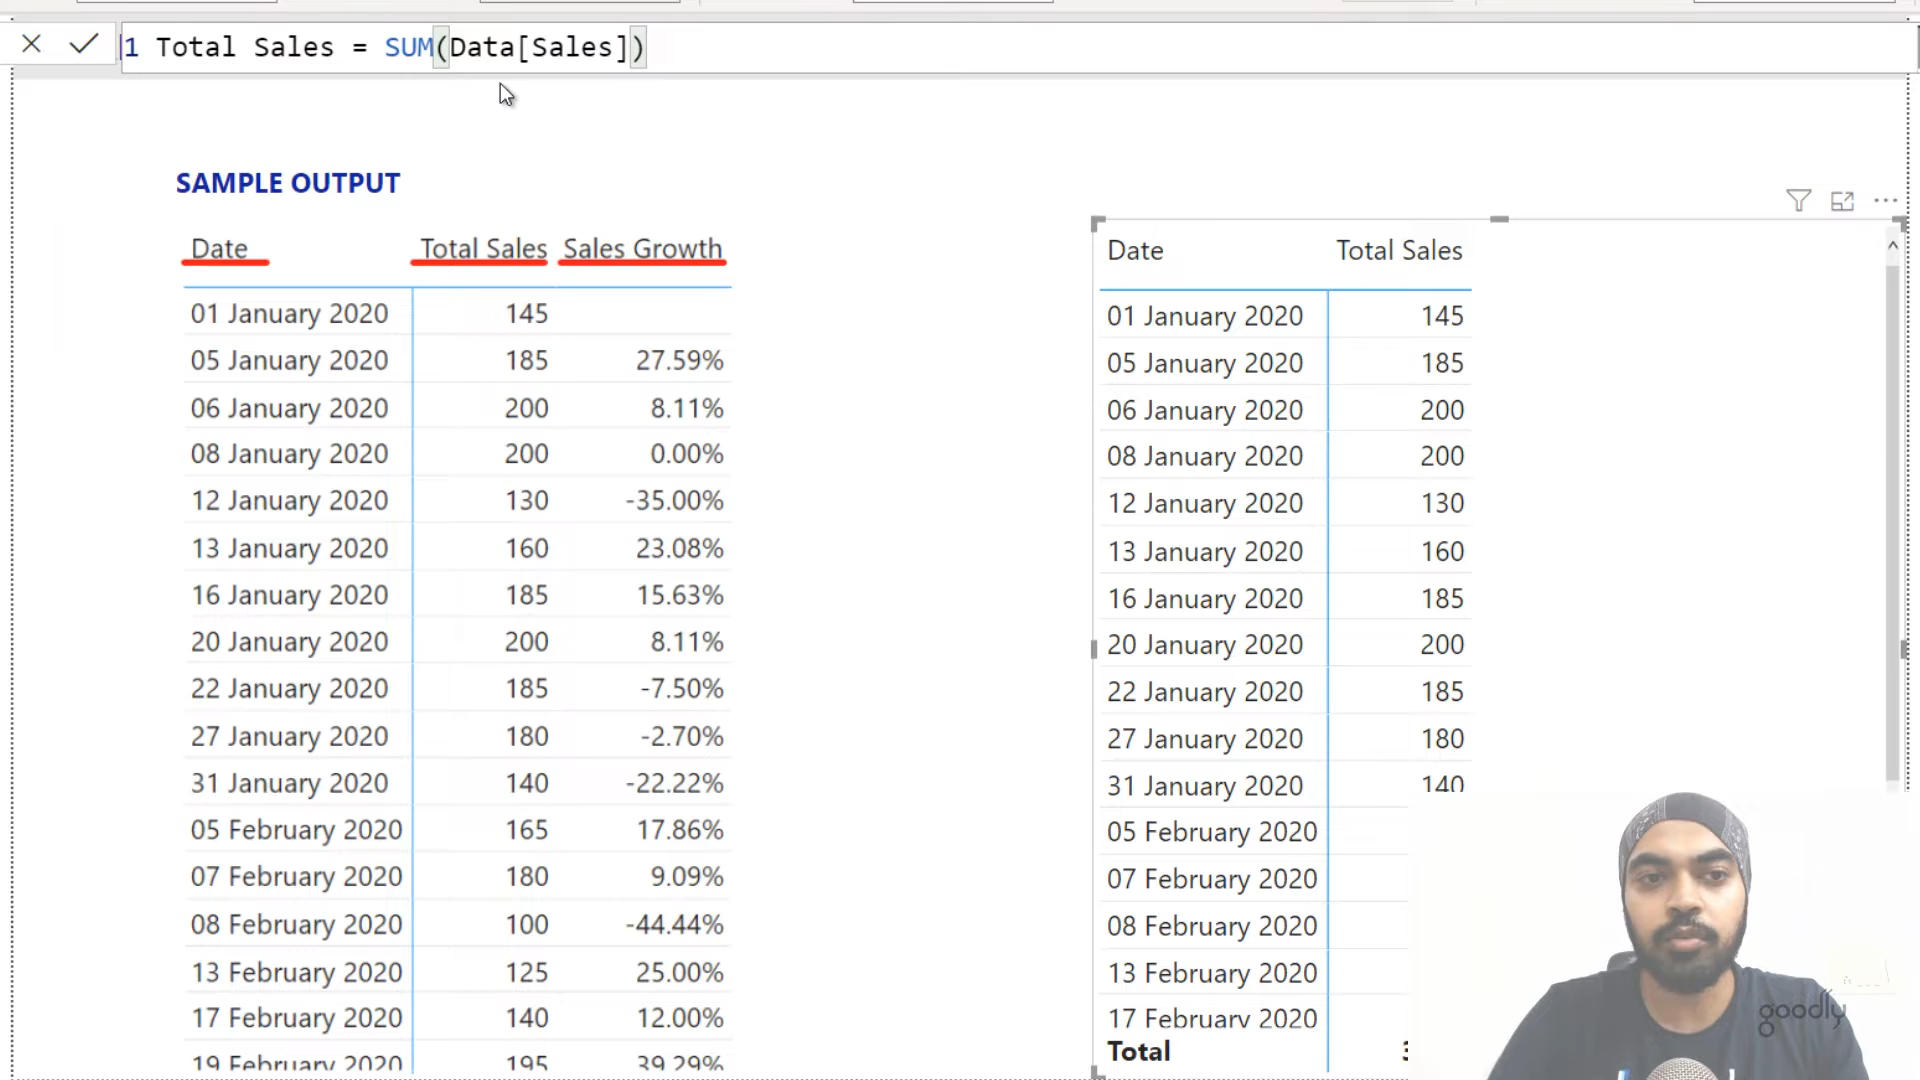 1 Total Sales = SUM(Data[Sales])
SAMPLE OUTPUT
Date Total Sales Sales Growth
01 January 2020 145
05 January 2020 185 27.59%
06 January 2020 200 8.11%
08 January 2020 200 0.00%
12 January 2020 130 -35.00%
13 January 2020 160 23.08%
16 January 2020 185 15.63%
20 January 2020 200 8.11%
22 January 2020 185 -7.50%
27 January 2020 180 -2.70%
31 January 2020 140 -22.22%
05 February 2020 165 17.86%
07 February 2020 180 9.09%
08 February 2020 100 -44.44%
13 February 2020 125 25.00%
17 February 2020 140 12.00%
19 February 2020 195 39.29%
Date Total Sales
01 January 2020 145
05 January 2020 185
06 January 2020 200
08 January 2020 200
12 January 2020 130
13 January 2020 160
16 January 2020 185
20 January 2020 200
22 January 2020 185
27 January 2020 180
31 January 2020 140
05 February 2020
07 February 2020
08 February 2020
13 February 2020
17 February 2020
Total
goodly